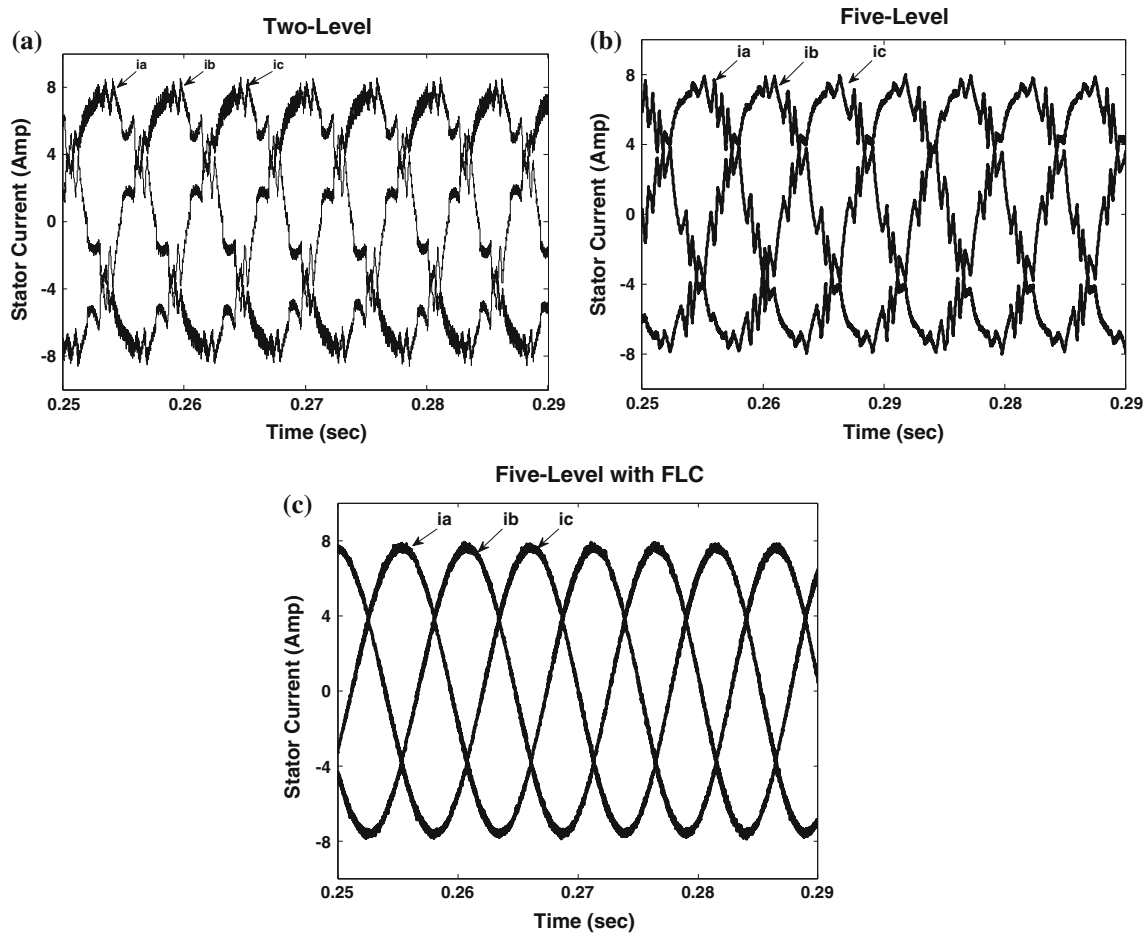 (a)
Two-Level
ia
ib
ic
8
4
0
-4
-8
Stator Current (Amp)
0.25
0.26
0.27
0.28
0.29
Time (sec)
(b)
Five-Level
ia
ib
ic
8
4
0
-4
-8
Stator Current (Amp)
0.25
0.26
0.29
0.28
0.29
Time (sec)
(c)
Five-Level with FLC
ia
ib
ic
8
4
0
-4
-8
Stator Current (Amp)
0.25
0.26
0.27
0.28
0.29
Time (sec)